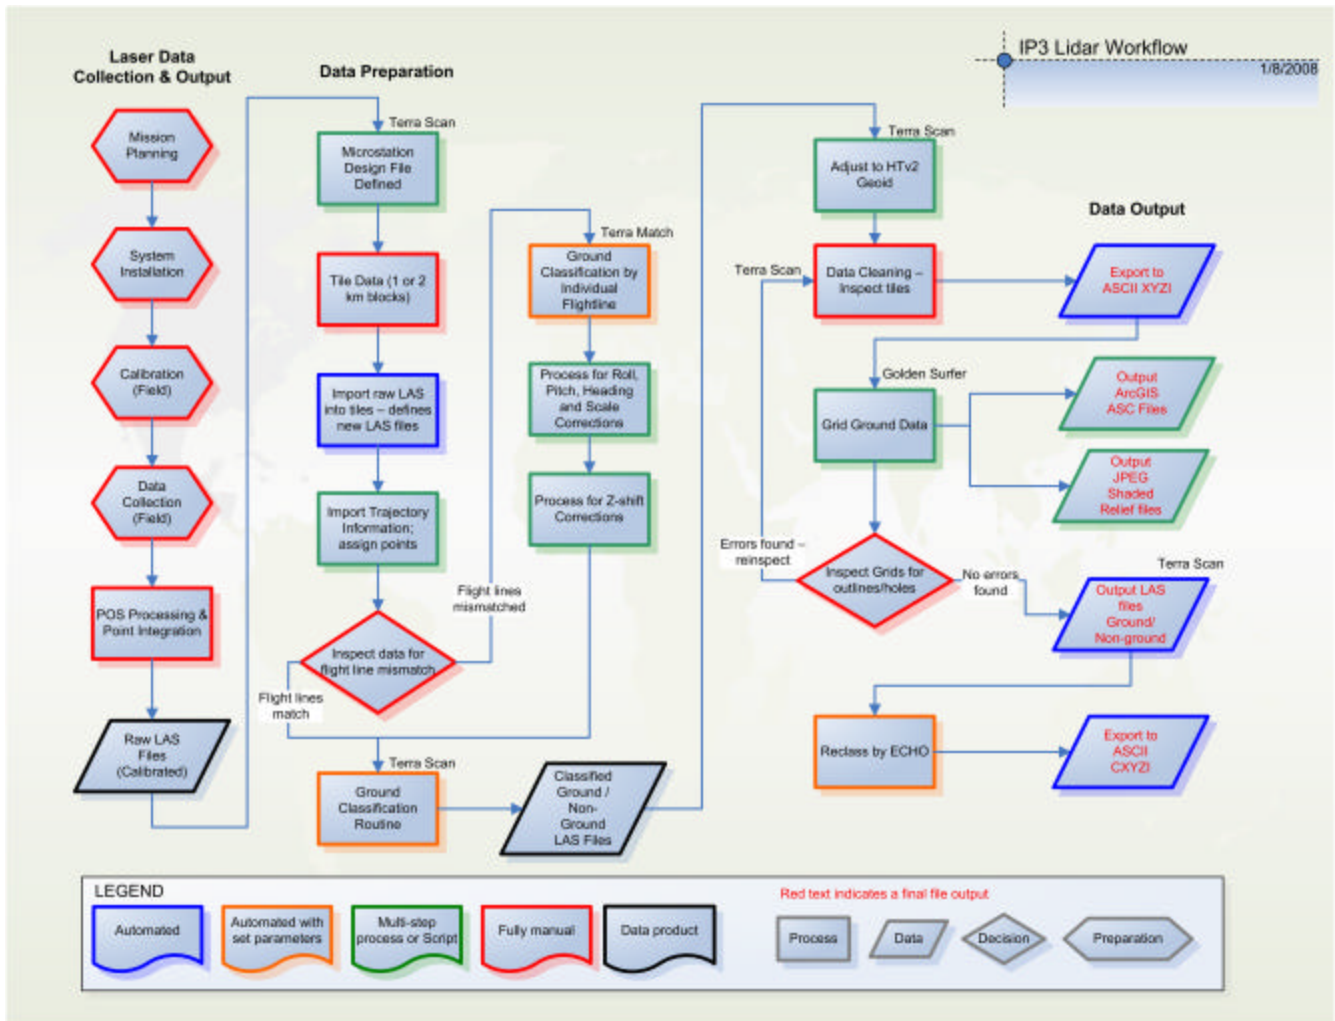 IP3 Lidar Workflow
1/8/2008
Laser Data
Collection & Output
Mission
Planning
System
Installation
Calibration
(Field)
Data
Collection
(Field)
POS Processing &
Point Integration
Raw LAS
Files
(Calibrated)
Data Preparation
Terra Scan
Microstation
Design File
Defined
Tile Data (1 or 2
km blocks)
Import raw LAS
into tiles – defines
new LAS files
Import Trajectory
Information;
assign points
Inspect data for
flight line mismatch
Flight lines
mismatched
Flight lines
match
Terra Match
Ground
Classification by
Individual
Flightline
Process for Roll,
Pitch, Heading
and Scale
Corrections
Process for Z-shift
Corrections
Terra Scan
Ground
Classification
Routine
Classified
Ground /
Non-
Ground
LAS Files
Terra Scan
Adjust to HTv2
Geoid
Terra Scan
Data Cleaning –
Inspect tiles
Golden Surfer
Grid Ground Data
Errors found –
reinspect
Inspect Grids for
outlines/holes
No errors
found
Reclass by ECHO
Data Output
Export to
ASCII XYZI
Output
ArcGIS
ASC Files
Output
JPEG
Shaded
Relief files
Terra Scan
Output LAS
files
Ground/
Non-ground
Export to
ASCII
CXYZI
LEGEND
Automated
Automated with
set parameters
Multi-step
process or Script
Fully manual
Data product
Red text indicates a final file output
Process
Data
Decision
Preparation